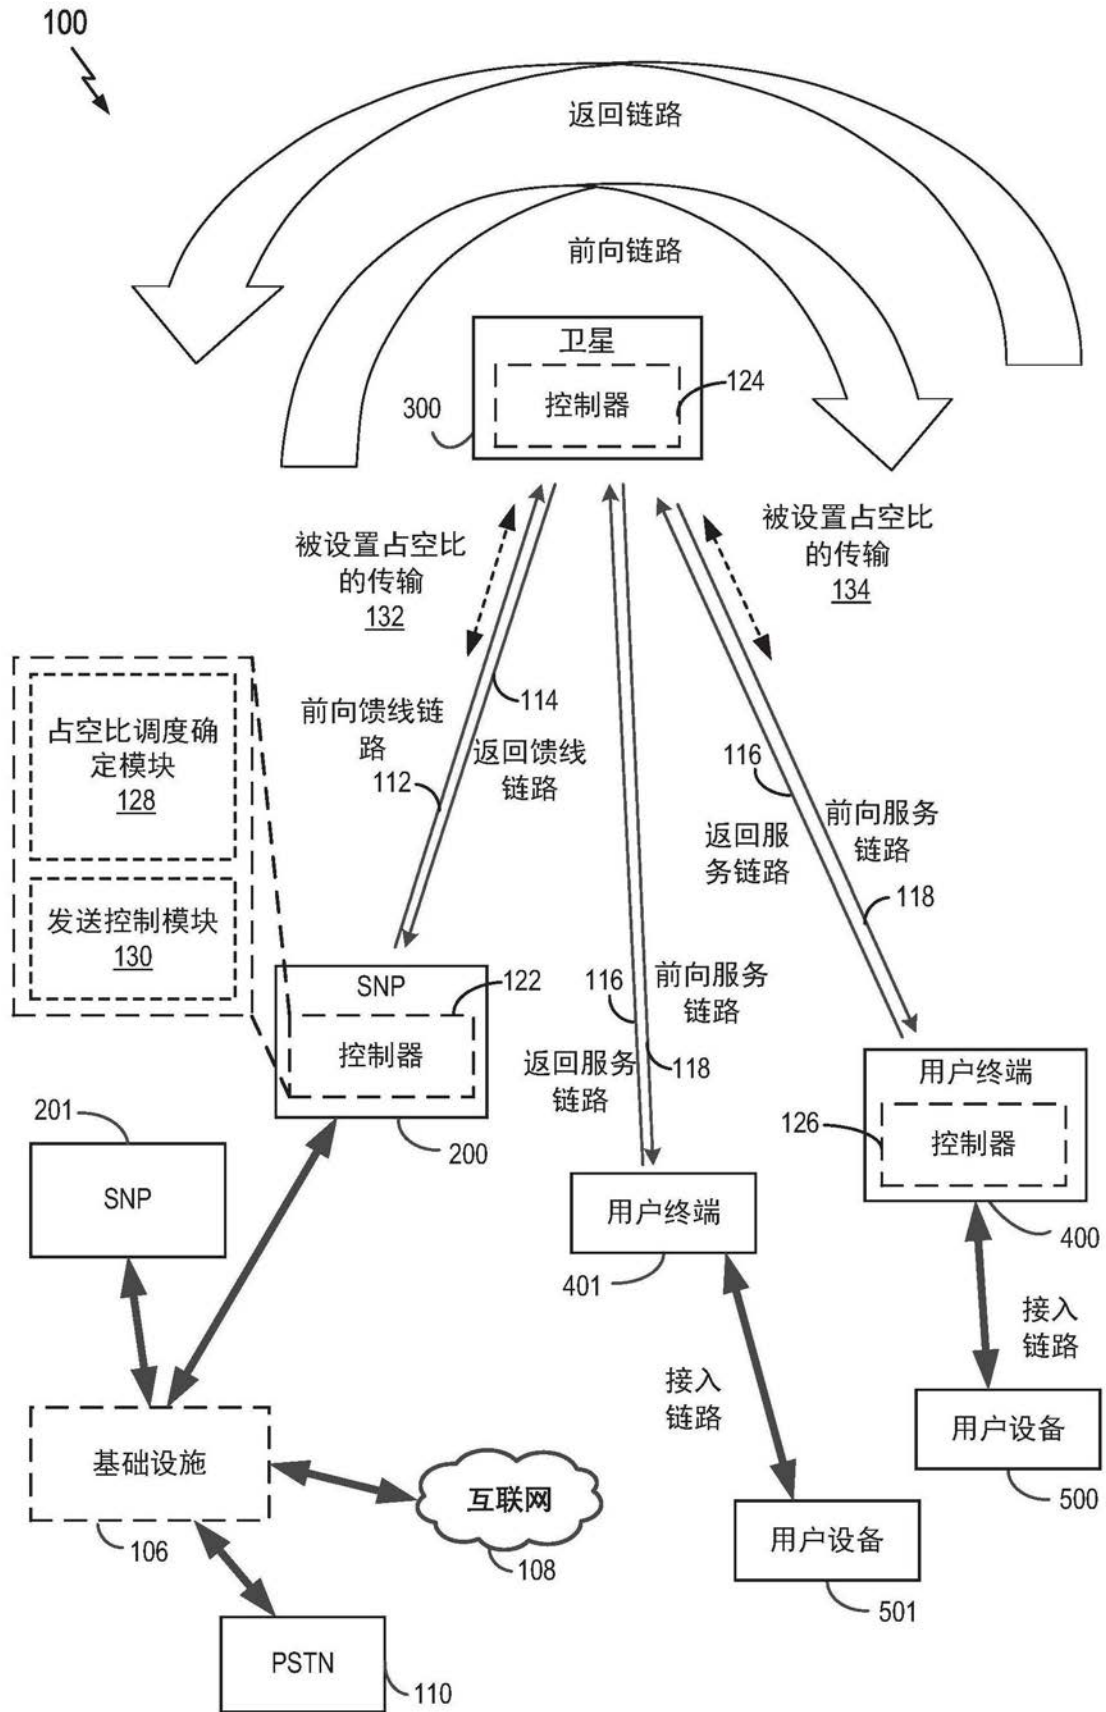 100
返回链路
前向链路
卫星
控制器
124
300
被设置占空比
的传输
132
被设置占空比
的传输
134
114
前向馈线链
路
返回馈线
链路
112
占空比调度确
定模块
128
发送控制模块
130
116
前向服务
链路
返回服
务链路
118
SNP
122
控制器
200
116
前向服务
链路
118
返回服务
链路
用户终端
126
控制器
400
201
SNP
用户终端
401
接入
链路
接入
链路
用户设备
500
基础设施
106
互联网
108
用户设备
501
PSTN
110